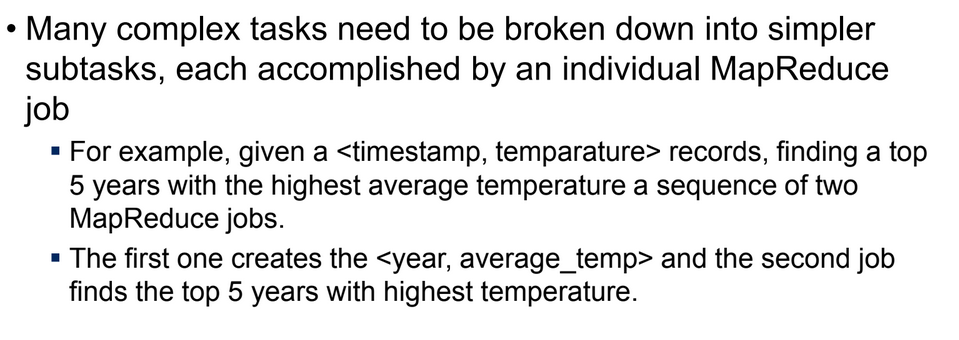 • Many complex tasks need to be broken down into simpler
subtasks, each accomplished by an individual MapReduce
job
▪ For example, given a <timestamp, temparature> records, finding a top
5 years with the highest average temperature a sequence of two
MapReduce jobs.
▪ The first one creates the <year, average_temp> and the second job
finds the top 5 years with highest temperature.